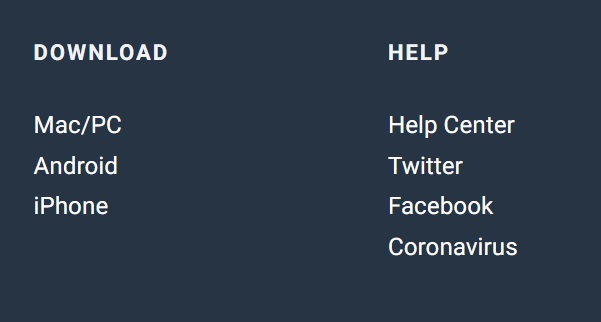 DOWNLOAD
Mac/PC
Android
iPhone
HELP
Help Center
Twitter
Facebook
Coronavirus